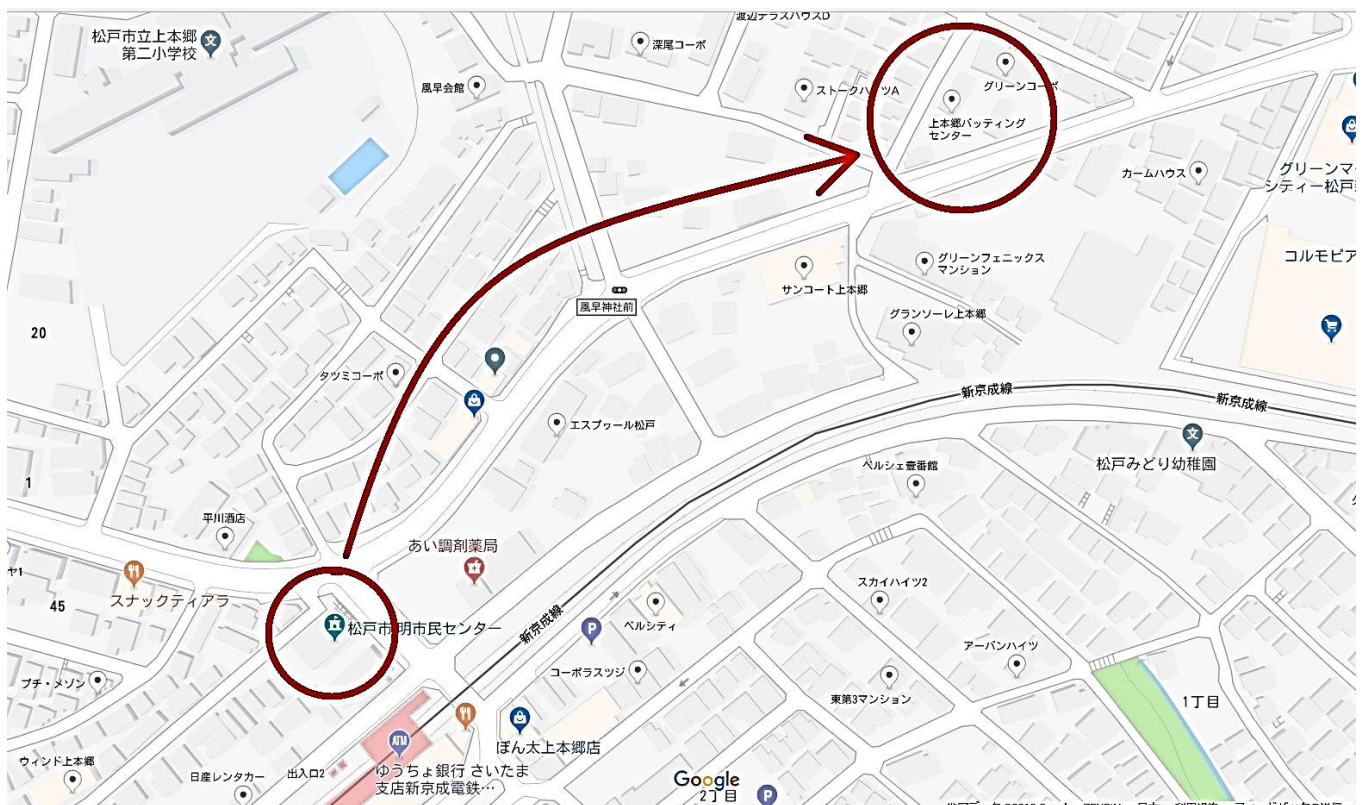 渡辺テラスハウスD
松戸市立上本郷
第二小学校
深尾コーポ
風早会館
ストークハイツA
グリーンコーポ
上本郷バッティング
センター
カームハウス
グリーンマー
シティー松戸
グリーンフェニックス
マンション
コルモピア
サンコート上本郷
風早神社前
グランソーレ上本郷
20
タツミコーポ
新京成線
新京成線
エスプゥール松戸
松戸みどり幼稚園
ベルシェ壹番館
1
平川酒店
あい調剤薬局
スカイハイツ2
45
スナックティアラ
新京成線
ベルシティ
松戸市明市民センター
アーバンハイツ
コーポラスツジ
プチ・メゾン
東第3マンション
1丁目
ATM
ぽん太上本郷店
ウィンド上本郷
出入口2
日産レンタカー
ゆうちょ銀行 さいたま
支店新京成電鉄…
Google
2丁目